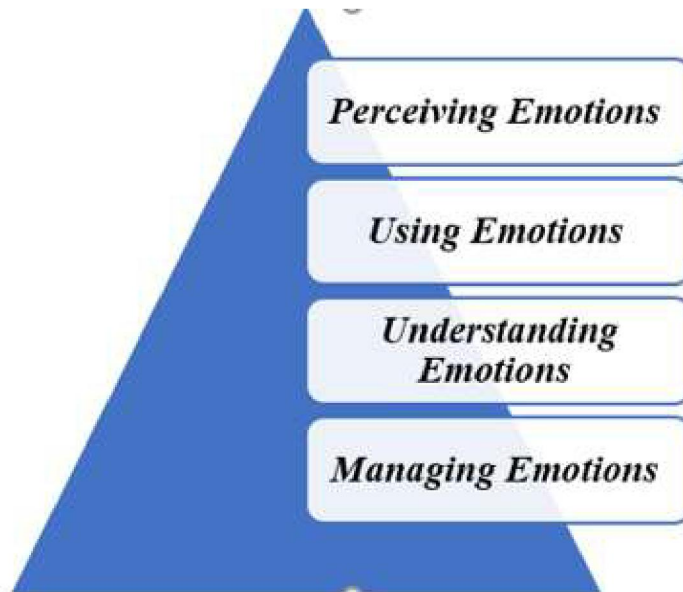 Perceiving Emotions
Using Emotions
Understanding
Emotions
Managing Emotions